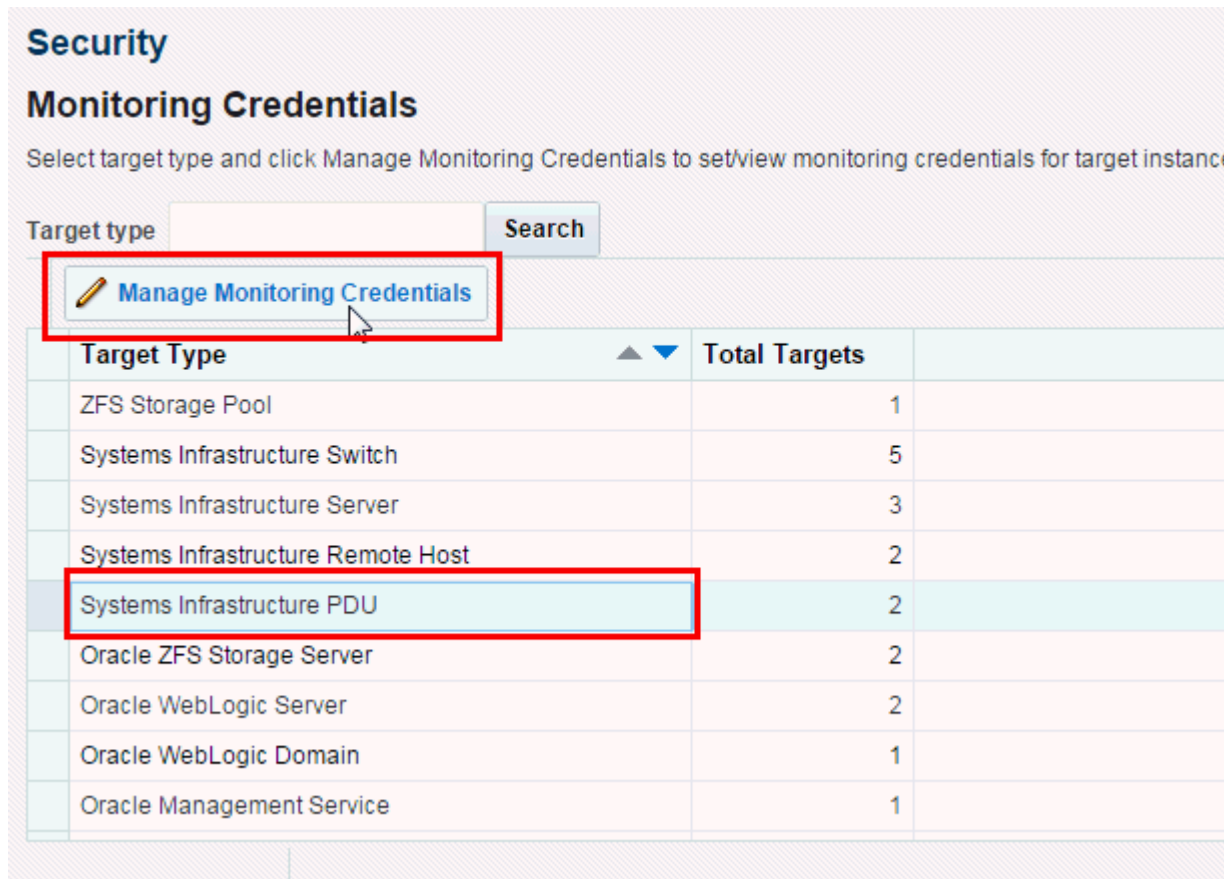 Security
Monitoring Credentials
Select target type and click Manage Monitoring Credentials to set/view monitoring credentials for target instance
Target type Search
Manage Monitoring Credentials
Target Type Total Targets
ZFS Storage Pool 1
Systems Infrastructure Switch 5
Systems Infrastructure Server 3
Systems Infrastructure Remote Host 2
Systems Infrastructure PDU 2
Oracle ZFS Storage Server 2
Oracle WebLogic Server 2
Oracle WebLogic Domain 1
Oracle Management Service 1